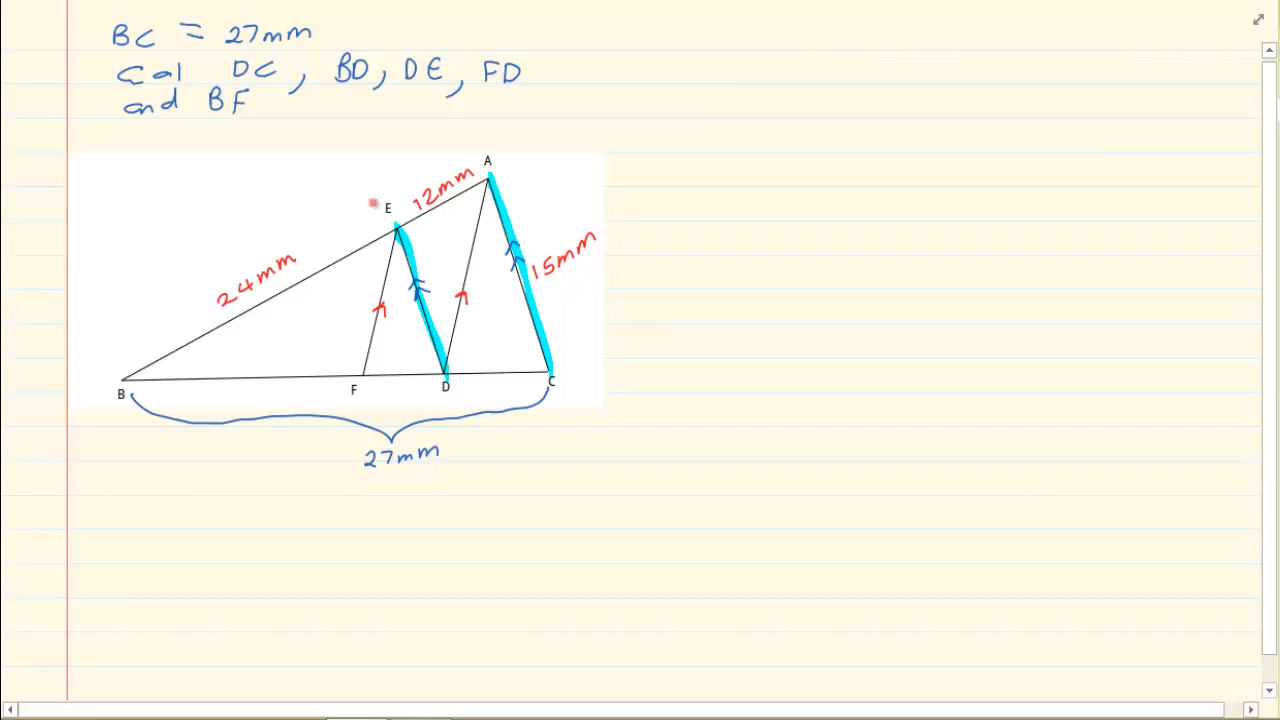 BC = 27mm
Cal DC, BD, DE, FD
and BF
A
12mm
E
24mm
15mm
B
F
D
C
27mm